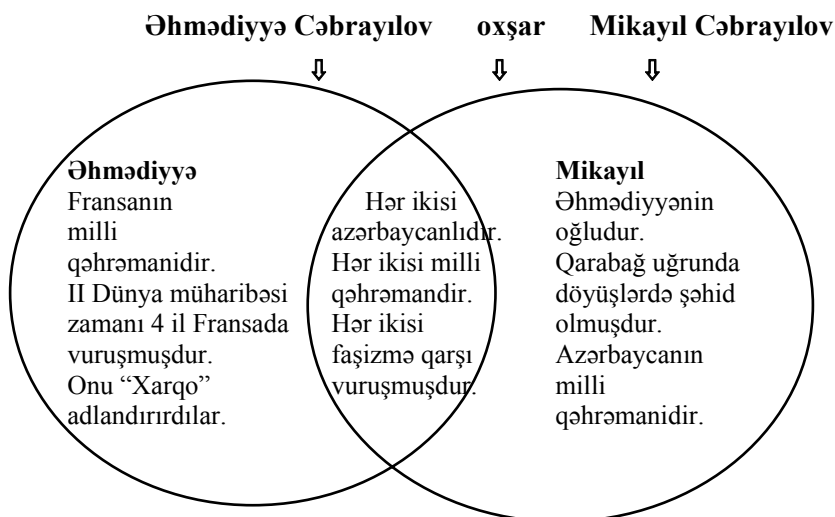 Əhmədiyyə Cəbrayılov oxşar Mikayıl Cəbrayılov
Əhmədiyyə
Fransanın
milli
qəhrəmanidir.
II Dünya müharibəsi
zamanı 4 il Fransada
vuruşmuşdur.
Onu “Xarqo”
adlandırırdılar.
Hər ikisi
azərbaycanlıdır.
Hər ikisi milli
qəhrəmandir.
Hər ikisi
faşizmə qarşı
vuruşmuşdur.
Mikayıl
Əhmədiyyənin
oğludur.
Qarabağ uğrunda
döyüşlərdə şəhid
olmuşdur.
Azərbaycanın
milli
qəhrəmanidir.